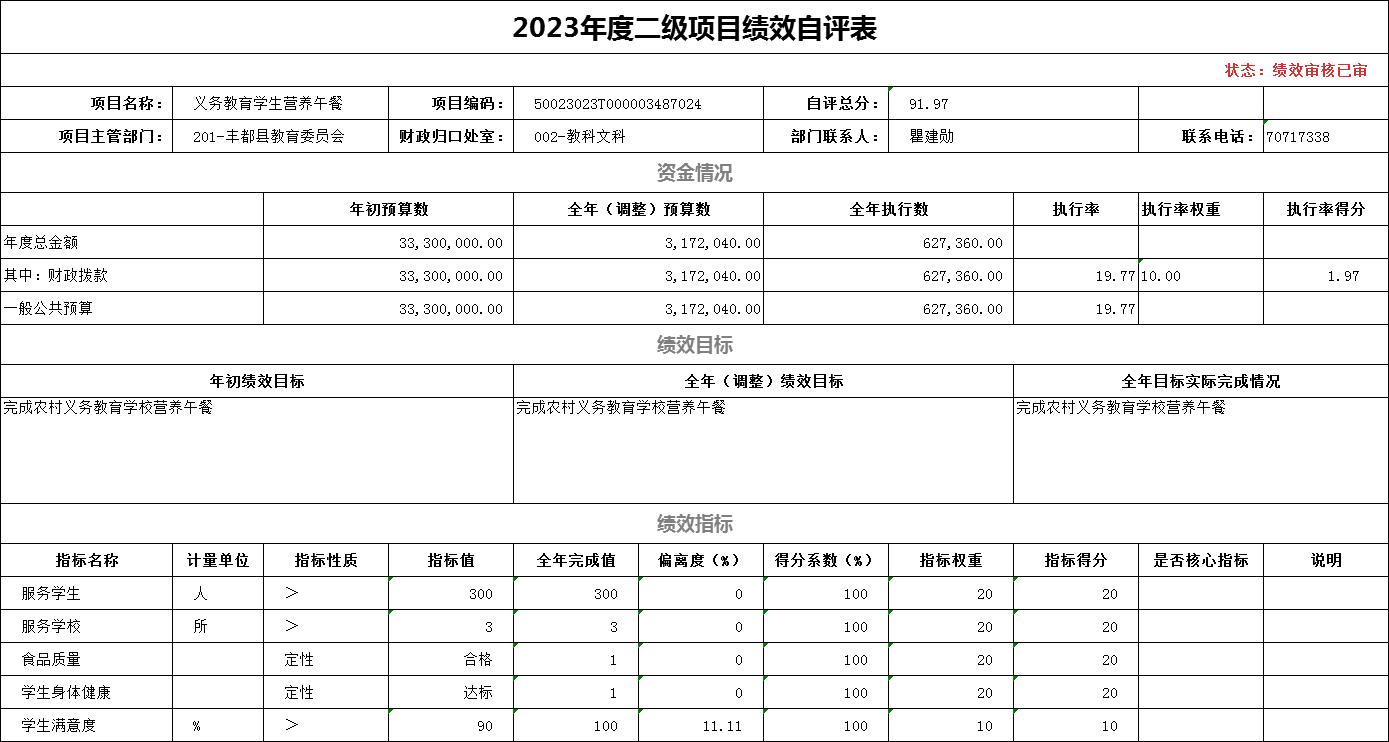 2023年度二级项目绩效自评表
状态：绩效审核已审
项目名称： 义务教育学生营养午餐 项目编码： 50023023T000003487024 自评总分： 91.97
项目主管部门： 201-丰都县教育委员会 财政归口处室： 002-教科文科 部门联系人： 瞿建勋 联系电话： 70717338
资金情况
年初预算数 全年（调整）预算数 全年执行数 执行率 执行率权重 执行率得分
年度总金额 33,300,000.00 3,172,040.00 627,360.00
其中：财政拨款 33,300,000.00 3,172,040.00 627,360.00 19.77 10.00 1.97
一般公共预算 33,300,000.00 3,172,040.00 627,360.00 19.77
绩效目标
年初绩效目标 全年（调整）绩效目标 全年目标实际完成情况
完成农村义务教育学校营养午餐 完成农村义务教育学校营养午餐 完成农村义务教育学校营养午餐
绩效指标
指标名称 计量单位 指标性质 指标值 全年完成值 偏离度（%） 得分系数（%） 指标权重 指标得分 是否核心指标 说明
服务学生 人 ＞ 300 300 0 100 20 20
服务学校 所 ＞ 3 3 0 100 20 20
食品质量 定性 合格 1 0 100 20 20
学生身体健康 定性 达标 1 0 100 20 20
学生满意度 % ＞ 90 100 11.11 100 10 10